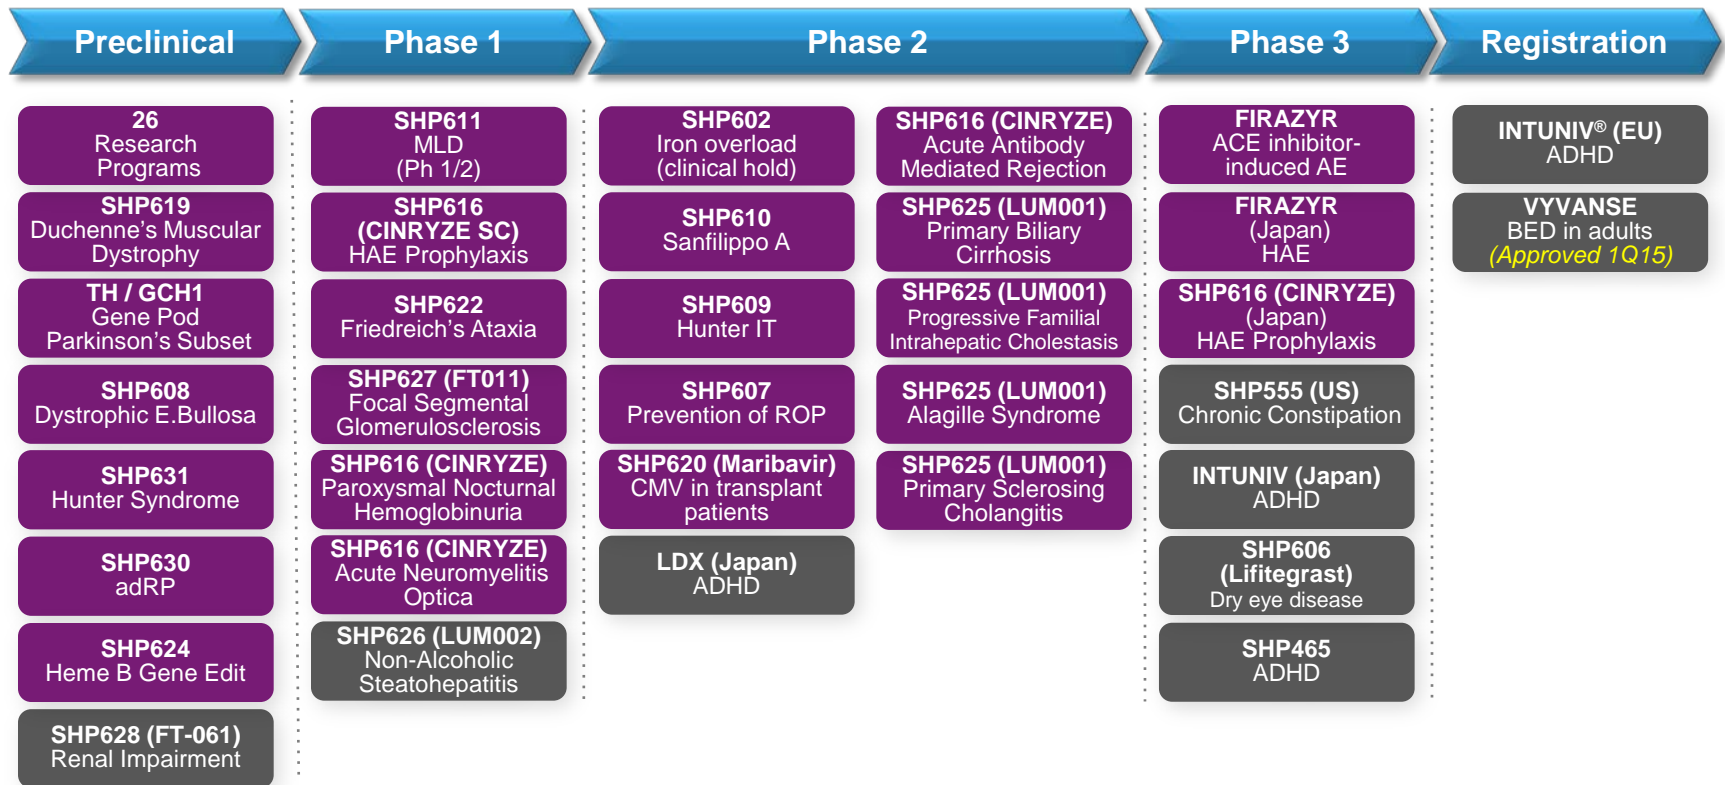 Preclinical
Phase 1
Phase 2
Phase 3
Registration
26
Research
Programs
SHP619
Duchenne's Muscular
Dystrophy
TH / GCH1
Gene Pod
Parkinson's Subset
SHP608
Dystrophic E.Bullosa
SHP631
Hunter Syndrome
SHP630
adRP
SHP624
Heme B Gene Edit
SHP628 (FT-061)
Renal Impairment
SHP611
MLD
(Ph 1/2)
SHP616
(CINRYZE SC)
HAE Prophylaxis
SHP622
Friedreich's Ataxia
SHP627 (FT011)
Focal Segmental
Glomerulosclerosis
SHP616 (CINRYZE)
Paroxysmal Nocturnal
Hemoglobinuria
SHP616 (CINRYZE)
Acute Neuromyelitis
Optica
SHP626 (LUM002)
Non-Alcoholic
Steatohepatitis
SHP602
Iron overload
(clinical hold)
SHP610
Sanfilippo A
SHP609
Hunter IT
SHP607
Prevention of ROP
SHP620 (Maribavir)
CMV in transplant
patients
LDX (Japan)
ADHD
SHP616 (CINRYZE)
Acute Antibody
Mediated Rejection
SHP625 (LUM001)
Primary Biliary
Cirrhosis
SHP625 (LUM001)
Progressive Familial
Intrahepatic Cholestasis
SHP625 (LUM001)
Alagille Syndrome
SHP625 (LUM001)
Primary Sclerosing
Cholangitis
FIRAZYR
ACE inhibitor-
induced AE
FIRAZYR
(Japan)
HAE
SHP616 (CINRYZE)
(Japan)
HAE Prophylaxis
SHP555 (US)
Chronic Constipation
INTUNIV (Japan)
ADHD
SHP606
(Lifitegrast)
Dry eye disease
SHP465
ADHD
INTUNIV® (EU)
ADHD
VYVANSE
BED in adults
(Approved 1Q15)